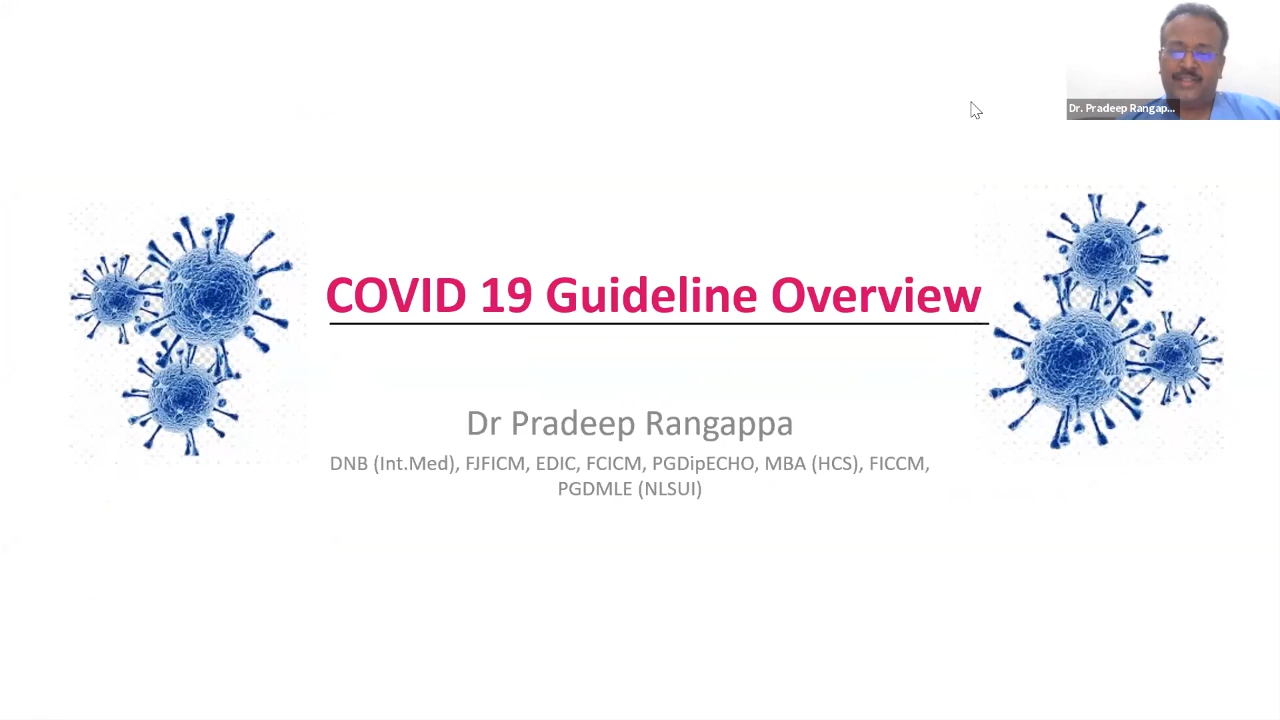 Dr. Pradeep Rangap...
COVID 19 Guideline Overview
Dr Pradeep Rangappa
DNB (Int.Med), FJFICM, EDIC, FCICM, PGDipECHO, MBA (HCS), FICCM,
PGDMLE (NLSUI)